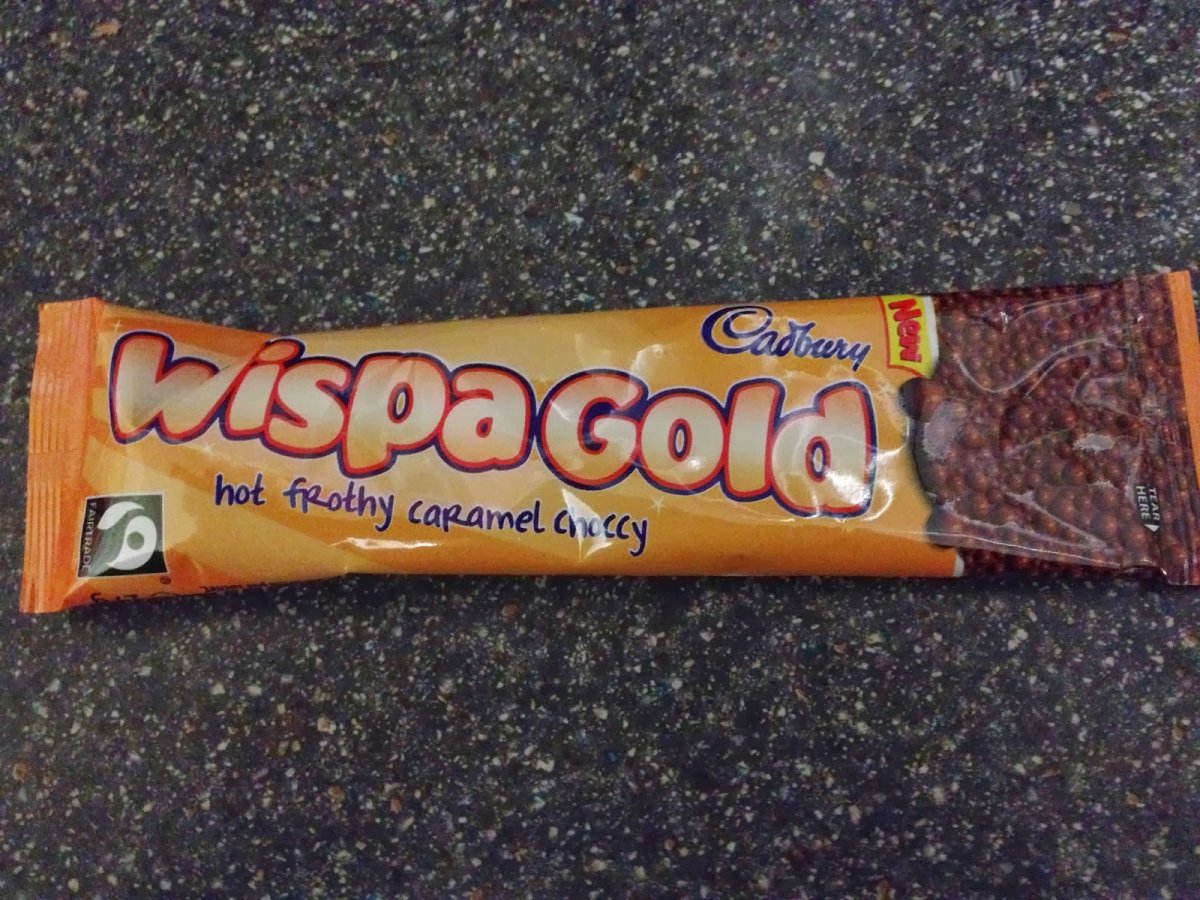 Cadbury
New
Wispa Gold
hot frothy caramel choccy
FAIRTRADE
TEAR
HERE